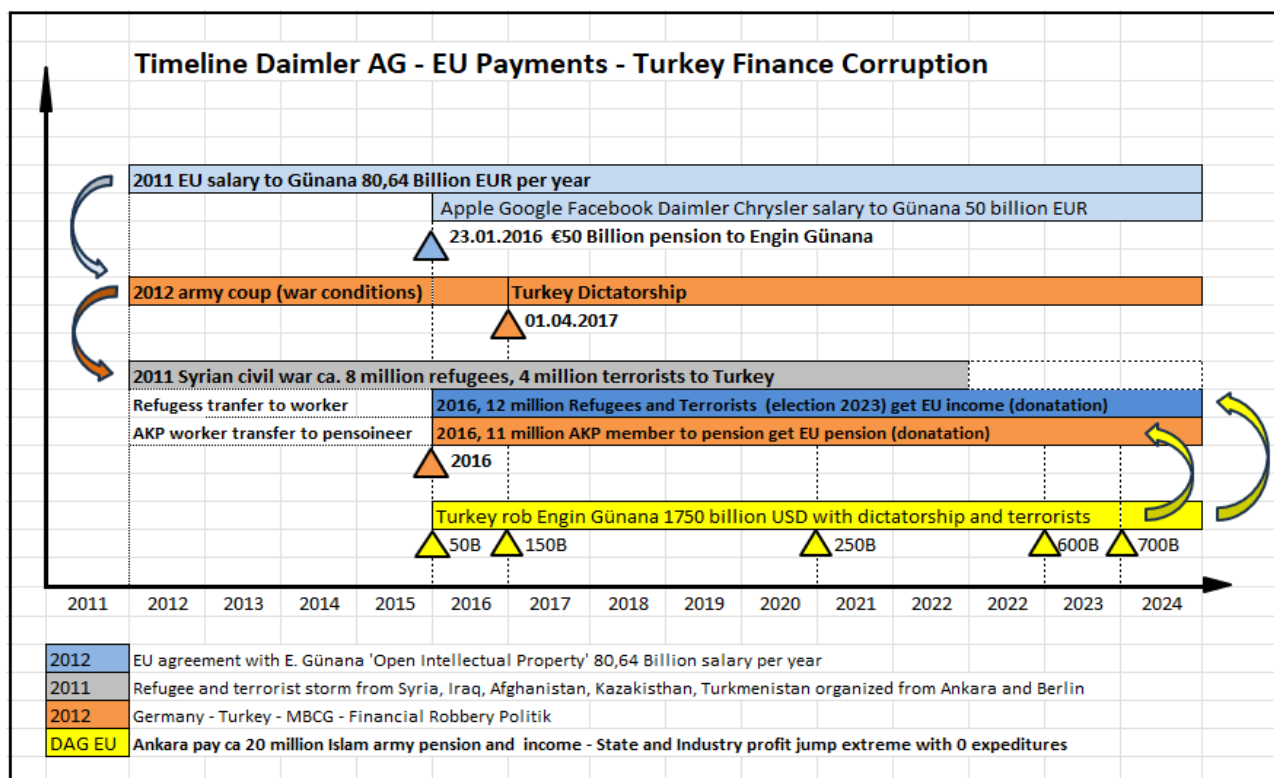 Timeline Daimler AG - EU Payments - Turkey Finance Corruption
2011 EU salary to Günana 80,64 Billion EUR per year
Apple Google Facebook Daimler Chrysler salary to Günana 50 billion EUR
23.01.2016 €50 Billion pension to Engin Günana
2012 army coup (war conditions)
Turkey Dictatorship
01.04.2017
2011 Syrian civil war ca. 8 million refugees, 4 million terrorists to Turkey
Refugess tranfer to worker
2016, 12 million Refugees and Terrorists (election 2023) get EU income (donatation)
AKP worker transfer to pensoineer
2016, 11 million AKP member to pension get EU pension (donatation)
2016
Turkey rob Engin Günana 1750 billion USD with dictatorship and terrorists
50B 150B 250B 600B 700B
2011 2012 2013 2014 2015 2016 2017 2018 2019 2020 2021 2022 2022 2023 2024
2012 EU agreement with E. Günana 'Open Intellectual Property' 80,64 Billion salary per year
2011 Refugee and terrorist storm from Syria, Iraq, Afghanistan, Kazakisthan, Turkmenistan organized from Ankara and Berlin
2012 Germany - Turkey - MBCG - Financial Robbery Politik
DAG EU Ankara pay ca 20 million Islam army pension and income - State and Industry profit jump extreme with 0 expeditures